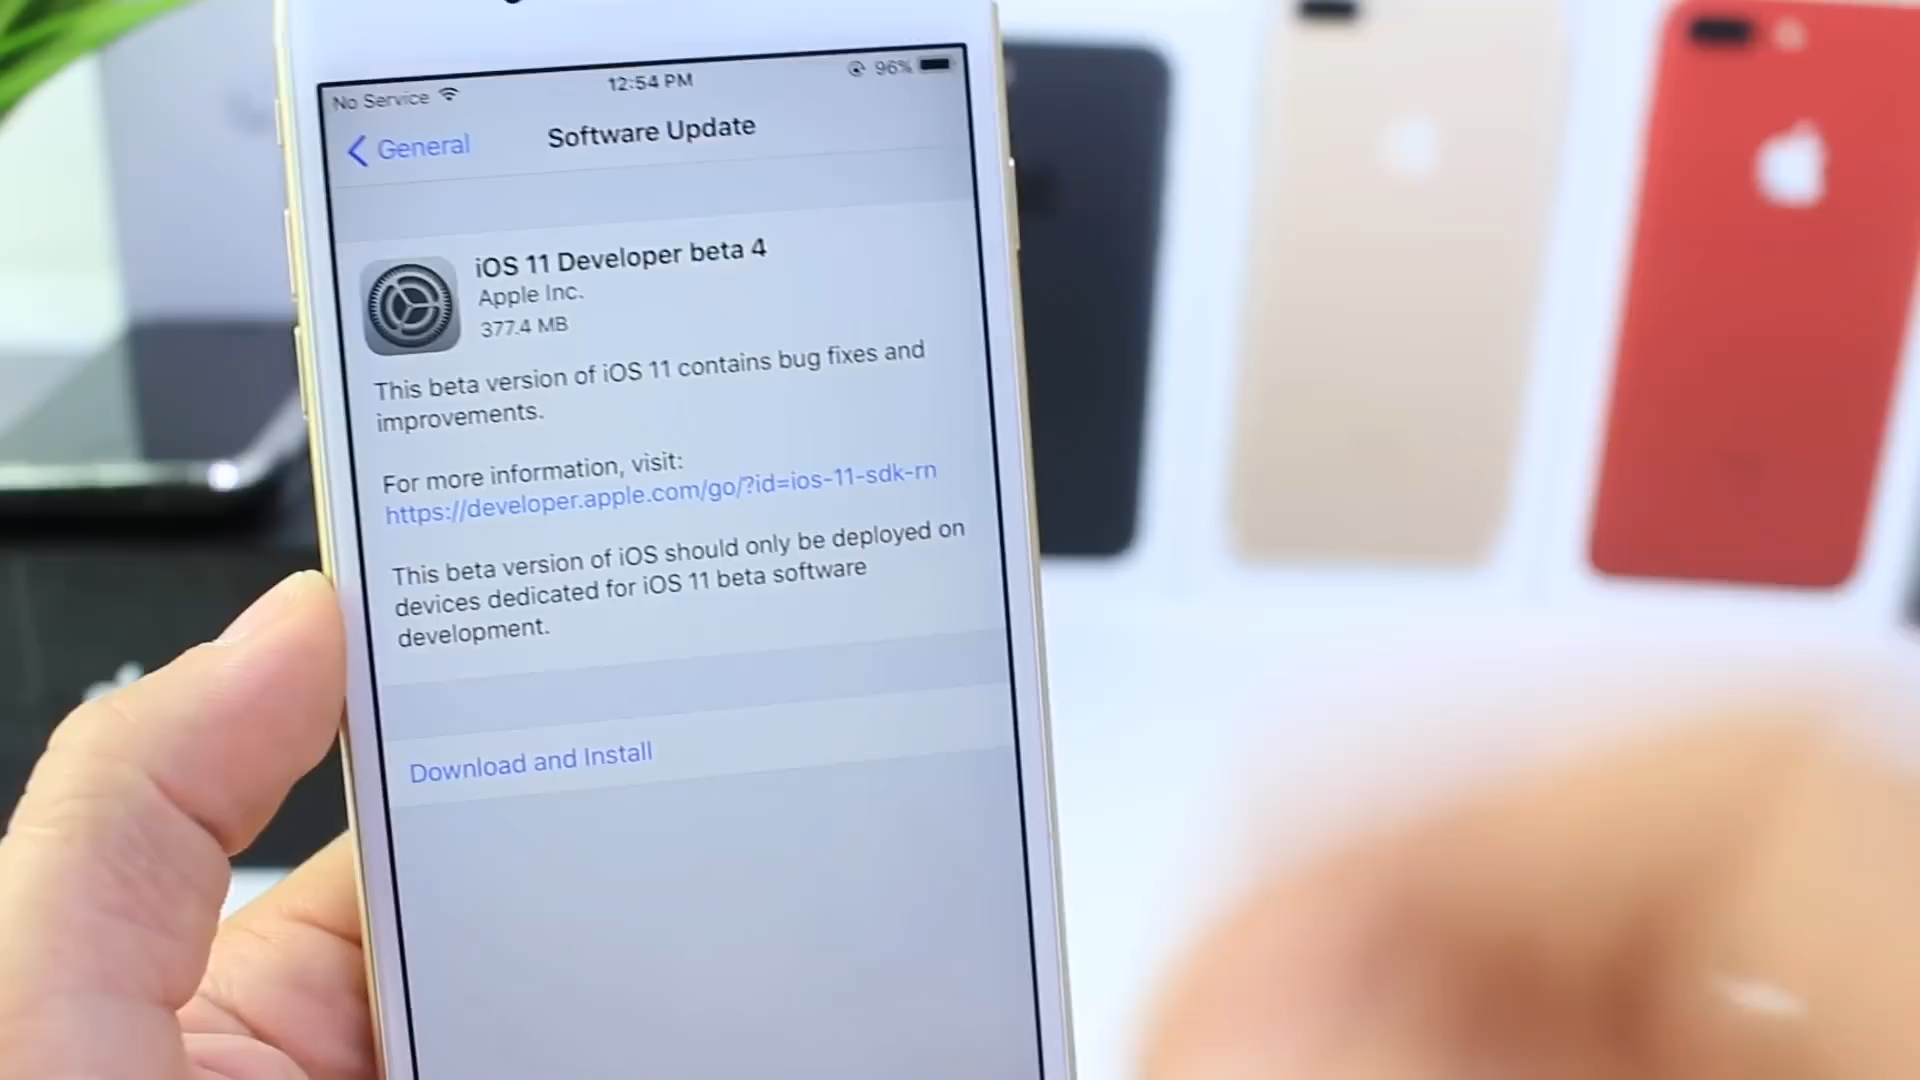 No Service 12:54 PM 96%
General Software Update
iOS 11 Developer beta 4
Apple Inc.
377.4 MB
This beta version of iOS 11 contains bug fixes and
improvements.
For more information, visit:
https://developer.apple.com/go/?id=ios-11-sdk-rn
This beta version of iOS should only be deployed on
devices dedicated for iOS 11 beta software
development.
Download and Install